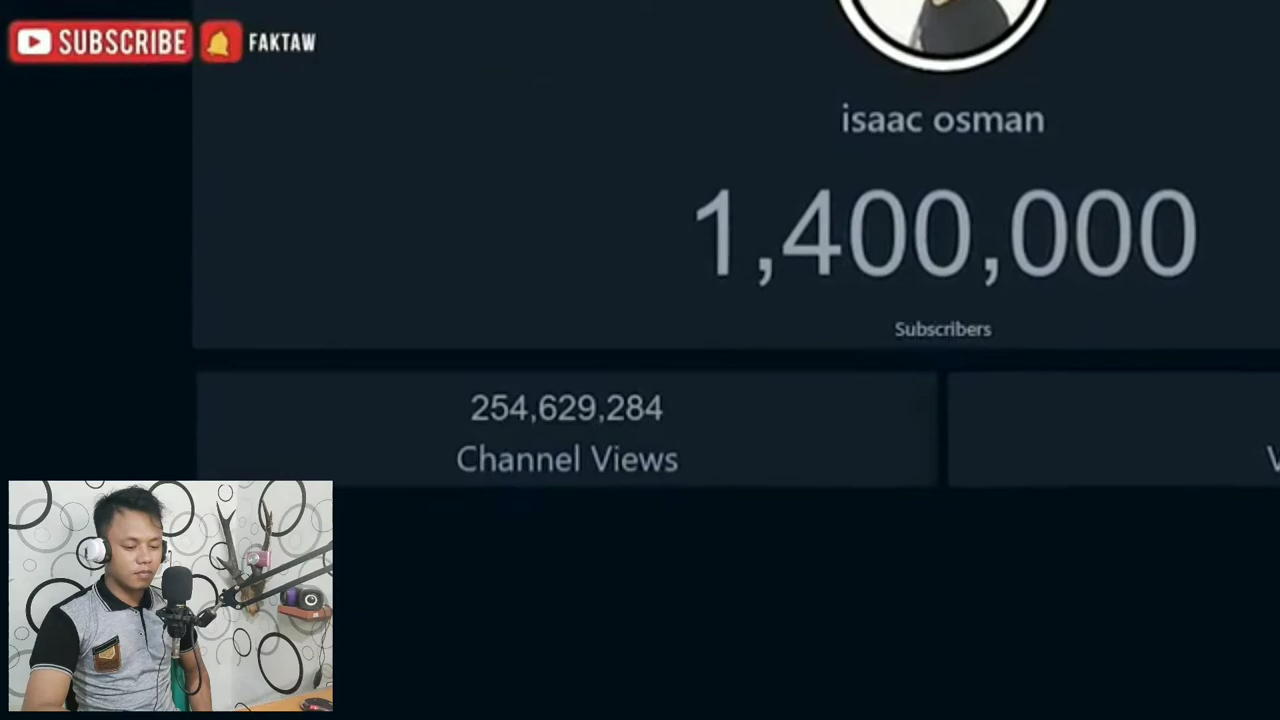 SUBSCRIBE FAKTAW
isaac osman
1,400,000
Subscribers
254,629,284
Channel Views